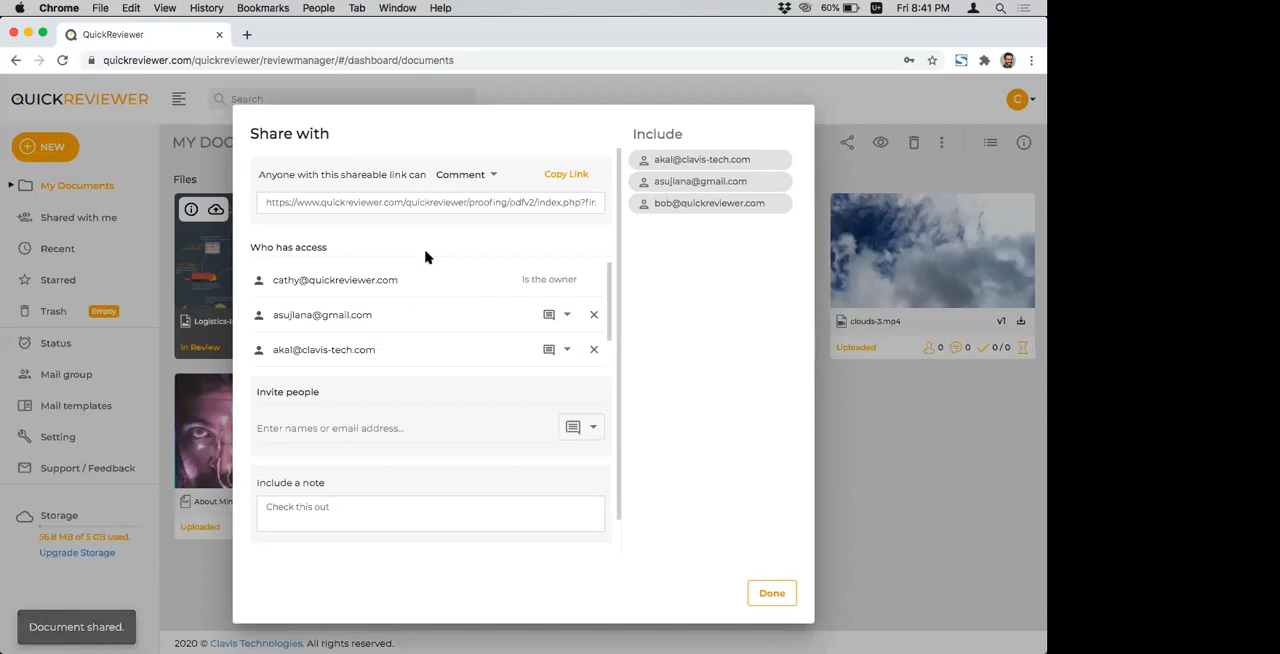 Chrome File Edit View History Bookmarks People Tab Window Help 60% U+ Fri 8:41 PM
QuickReviewer
quickreviewer.com/quickreviewer/reviewmanager/#/dashboard/documents
QUICKREVIEWER
Search
C
NEW
MY DOC
My Documents
Shared with me
Recent
Starred
Trash Empty
Status
Mail group
Mail templates
Setting
Support / Feedback
Storage
56.8 MB of 5 GB used.
Upgrade Storage
Document shared.
Files
Logistics-I
In Review
About Min
Uploaded
Share with
Anyone with this shareable link can Comment Copy Link
https://www.quickreviewer.com/quickreviewer/proofing/pdfv2/index.php?fir
Who has access
cathy@quickreviewer.com Is the owner
asujlana@gmail.com
akal@clavis-tech.com
Invite people
Enter names or email address...
Include a note
Check this out
Include
akal@clavis-tech.com
asujlana@gmail.com
bob@quickreviewer.com
Done
clouds-3.mp4 v1
Uploaded 0 0 0 / 0
2020 © Clavis Technologies. All rights reserved.